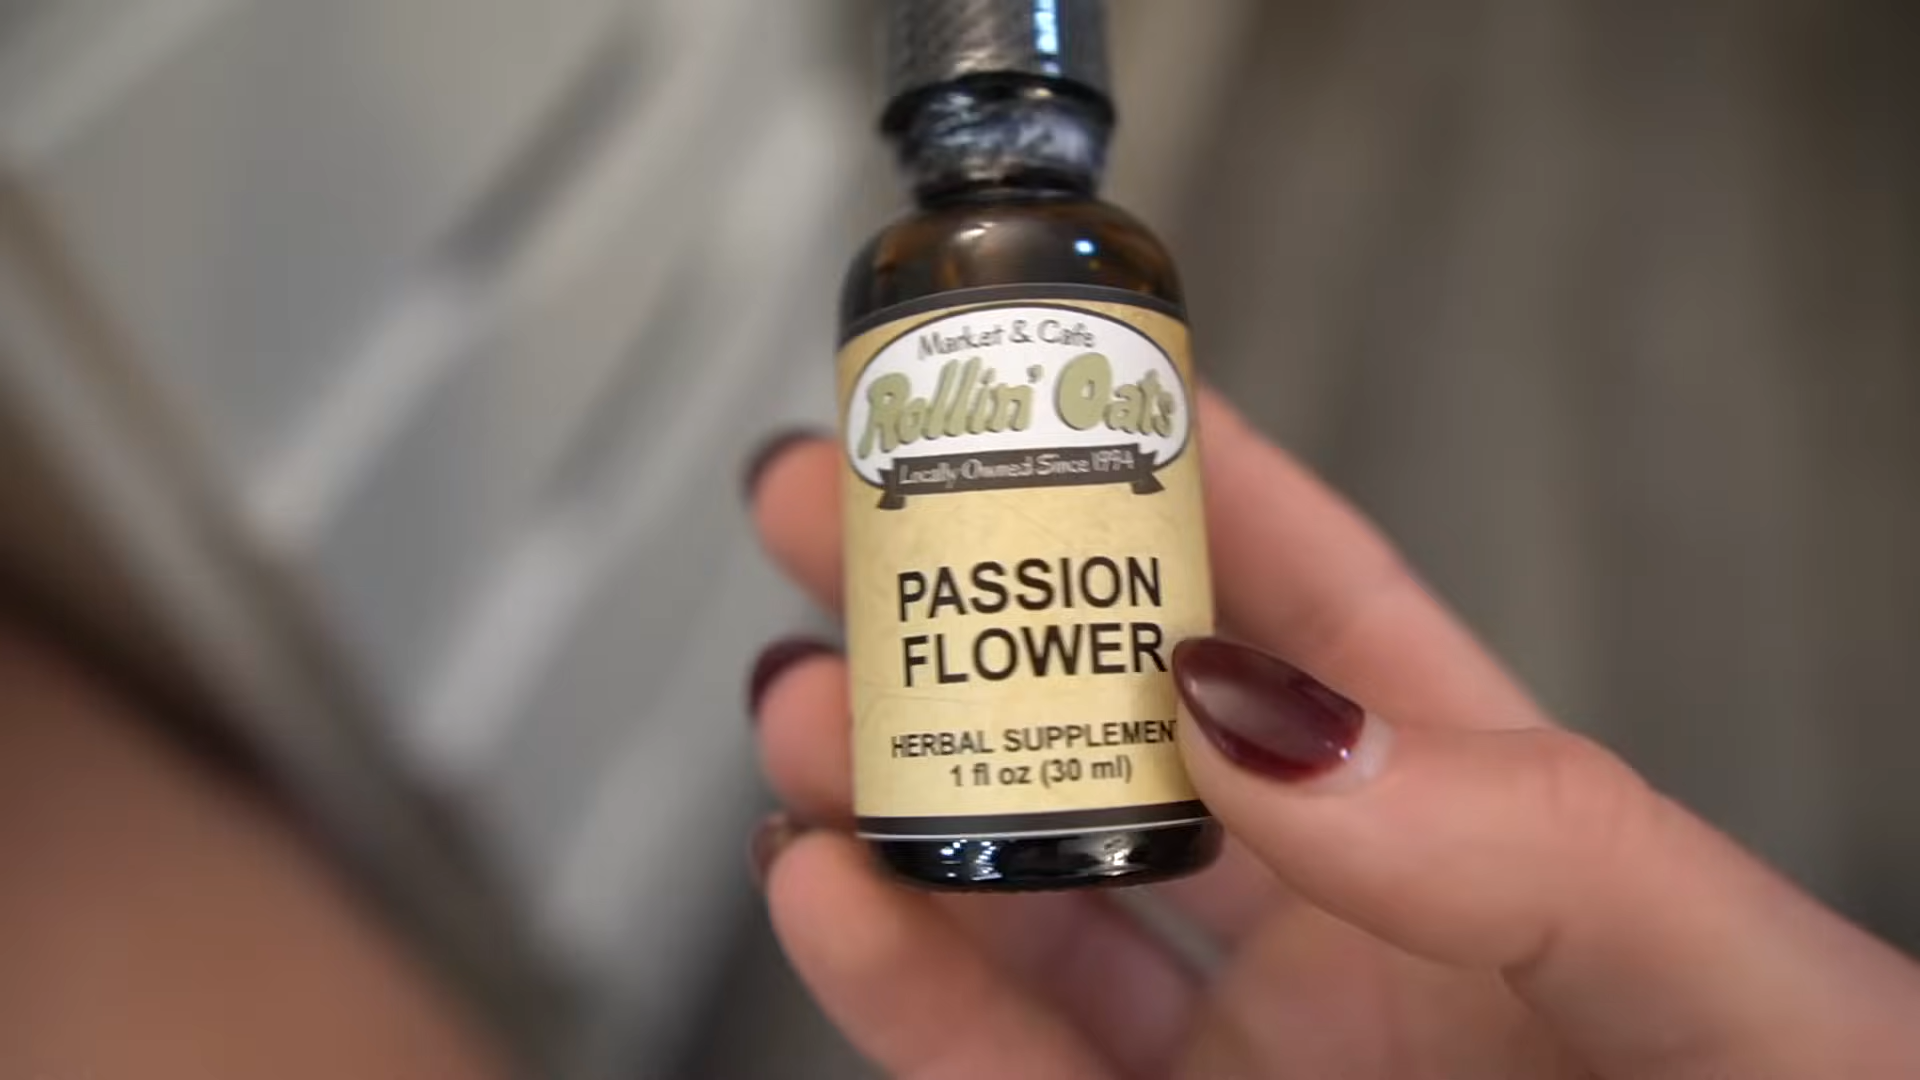 Market & Cafe
Rollin' Oats
Locally Owned Since 1994
PASSION
FLOWER
HERBAL SUPPLEMENT
1 fl oz (30 ml)